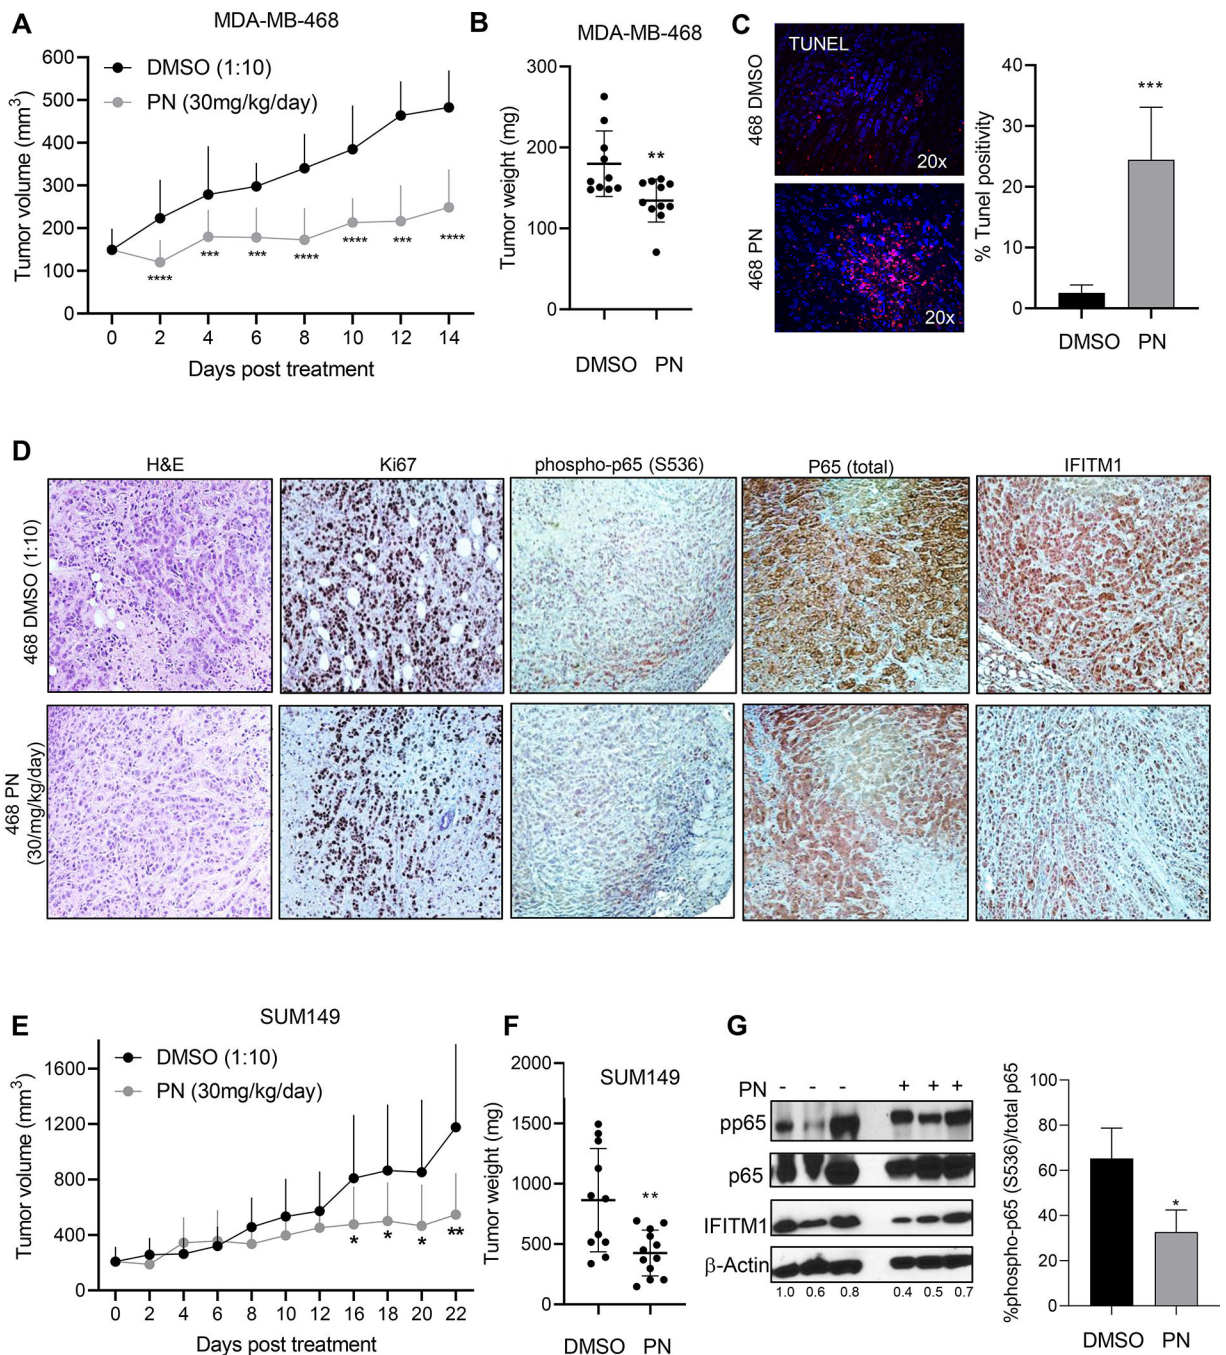 A
MDA-MB-468
Tumor volume (mm3)
600
500
400
300
200
100
0
DMSO (1:10)
PN (30mg/kg/day)
****
***
***
****
****
***
****
0 2 4 6 8 10 12 14
Days post treatment
B
MDA-MB-468
Tumor weight (mg)
300
200
100
0
**
DMSO PN
C
TUNEL
468 DMSO
20x
468 PN
20x
% Tunel positivity
40
30
20
10
0
***
DMSO PN
D
H&E Ki67 phospho-p65 (S536) P65 (total) IFITM1
468 DMSO (1:10)
468 PN
(30/mg/kg/day)
E
SUM149
Tumor volume (mm3)
1600
1200
800
400
0
DMSO (1:10)
PN (30mg/kg/day)
* * * **
0 2 4 6 8 10 12 14 16 18 20 22
Days post treatment
F
SUM149
Tumor weight (mg)
2000
1500
1000
500
0
**
DMSO PN
G
PN - - - + + +
pp65
p65
IFITM1
β-Actin
1.0 0.6 0.8 0.4 0.5 0.7
%phospho-p65 (S536)/total p65
100
80
60
40
20
0
*
DMSO PN